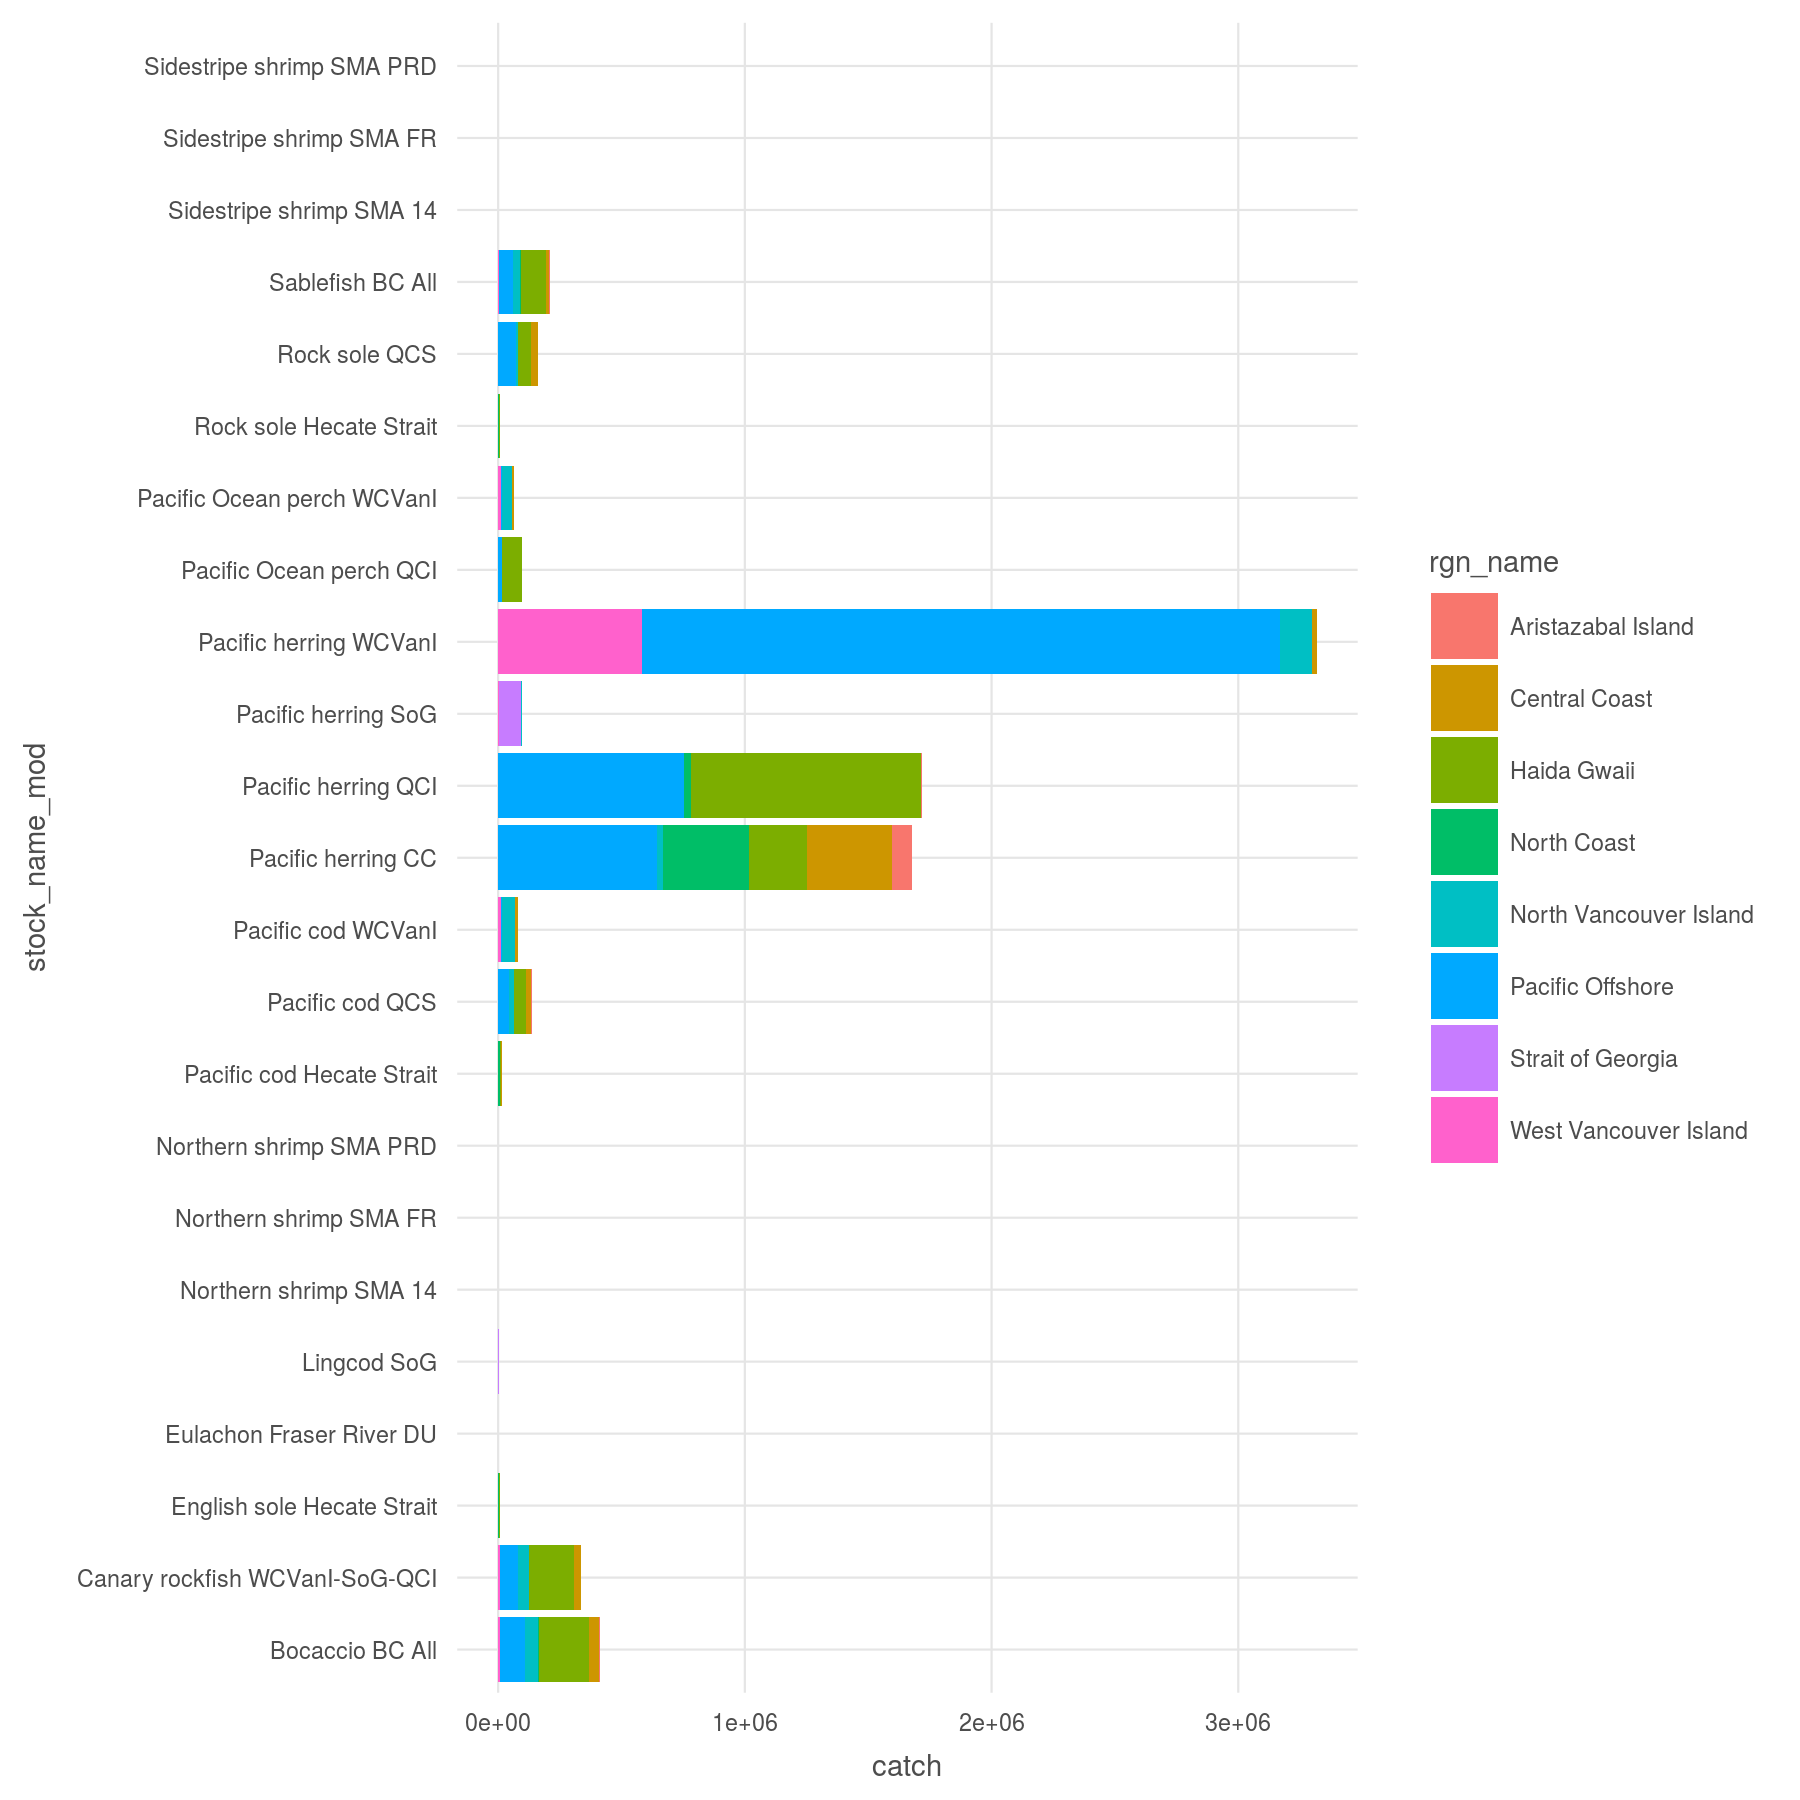 Sidestripe shrimp SMA PRD
Sidestripe shrimp SMA FR
Sidestripe shrimp SMA 14
Sablefish BC All
Rock sole QCS
Rock sole Hecate Strait
Pacific Ocean perch WCVanI
Pacific Ocean perch QCI
Pacific herring WCVanI
Pacific herring SoG
Pacific herring QCI
Pacific herring CC
Pacific cod WCVanI
Pacific cod QCS
Pacific cod Hecate Strait
Northern shrimp SMA PRD
Northern shrimp SMA FR
Northern shrimp SMA 14
Lingcod SoG
Eulachon Fraser River DU
English sole Hecate Strait
Canary rockfish WCVanI-SoG-QCI
Bocaccio BC All
stock_name_mod
0e+00 1e+06 2e+06 3e+06
catch
rgn_name
Aristazabal Island
Central Coast
Haida Gwaii
North Coast
North Vancouver Island
Pacific Offshore
Strait of Georgia
West Vancouver Island